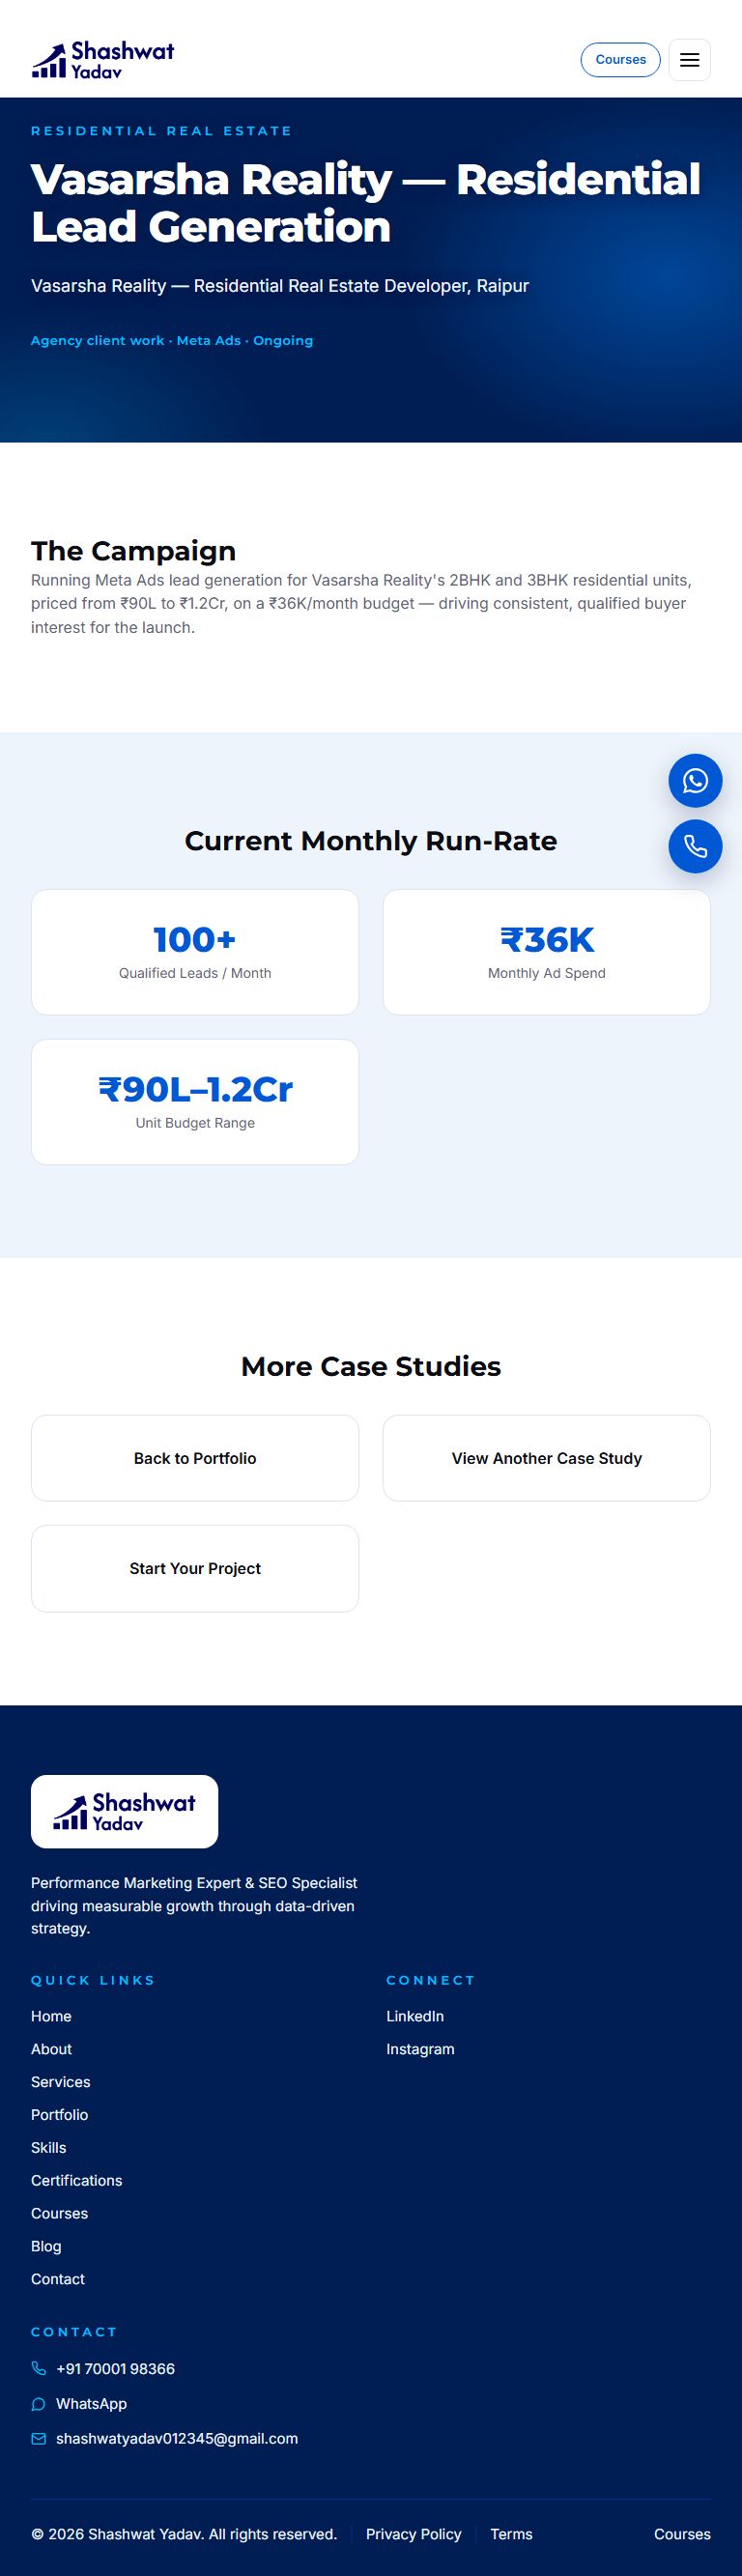 Shashwat
Yadav
Courses
RESIDENTIAL REAL ESTATE
Vasarsha Reality — Residential
Lead Generation
Vasarsha Reality — Residential Real Estate Developer, Raipur
Agency client work · Meta Ads · Ongoing
The Campaign
Running Meta Ads lead generation for Vasarsha Reality's 2BHK and 3BHK residential units,
priced from ₹90L to ₹1.2Cr, on a ₹36K/month budget — driving consistent, qualified buyer
interest for the launch.
Current Monthly Run-Rate
100+
Qualified Leads / Month
₹36K
Monthly Ad Spend
₹90L–1.2Cr
Unit Budget Range
More Case Studies
Back to Portfolio
View Another Case Study
Start Your Project
Shashwat
Yadav
Performance Marketing Expert & SEO Specialist
driving measurable growth through data-driven
strategy.
QUICK LINKS
Home
About
Services
Portfolio
Skills
Certifications
Courses
Blog
Contact
CONNECT
LinkedIn
Instagram
CONTACT
+91 70001 98366
WhatsApp
shashwatyadav012345@gmail.com
© 2026 Shashwat Yadav. All rights reserved.
Privacy Policy
Terms
Courses